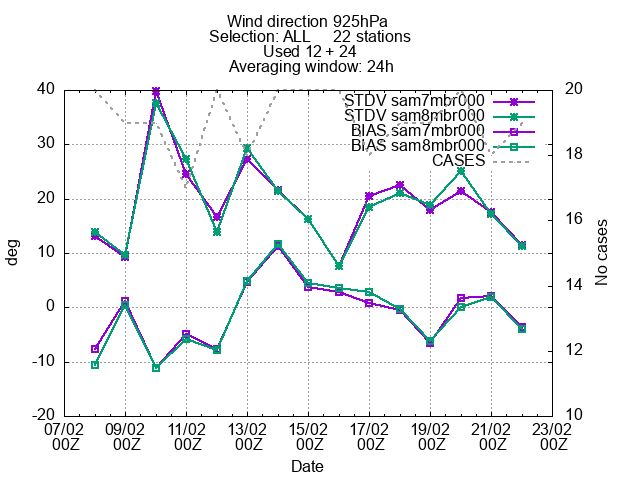 Wind direction 925hPa
Selection: ALL 22 stations
Used 12 + 24
Averaging window: 24h
40 20
STDV sam7mbr000
STDV sam8mbr000
BIAS sam7mbr000
BIAS sam8mbr000
CASES
30 18
20 16
10 14
0
-10 12
-20 10
deg
No cases
07/02 09/02 11/02 13/02 15/02 17/02 19/02 21/02 23/02
00Z 00Z 00Z 00Z 00Z 00Z 00Z 00Z 00Z
Date